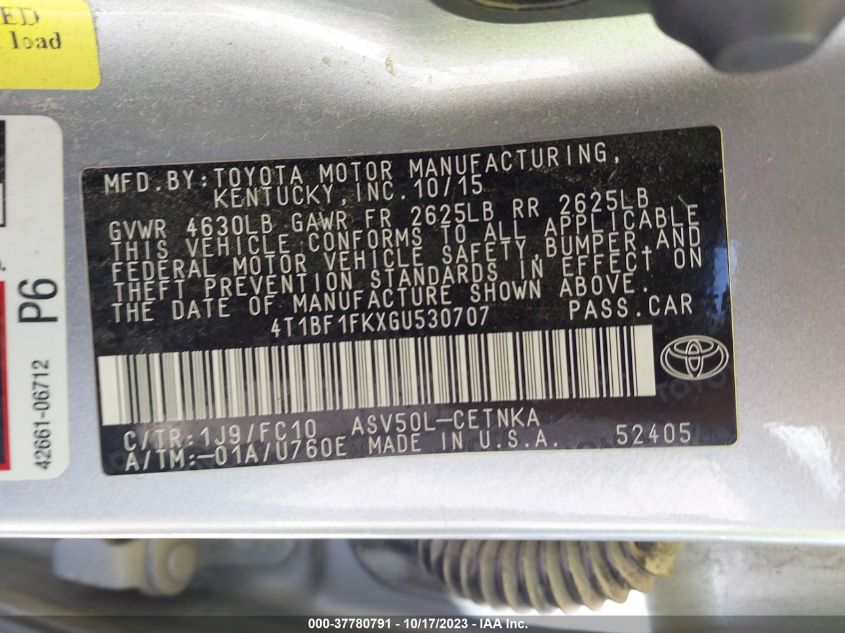 ED
load
P6
42661-06712
MFD.BY: TOYOTA MOTOR MANUFACTURING,
KENTUCKY, INC. 10/15
GVWR 4630LB GAWR FR 2625LB RR 2625LB
THIS VEHICLE CONFORMS TO ALL APPLICABLE
FEDERAL MOTOR VEHICLE SAFETY, BUMPER, AND
THEFT PREVENTION STANDARDS IN EFFECT ON
THE DATE OF MANUFACTURE SHOWN ABOVE.
4T1BF1FKXGU530707 PASS.CAR
C/TR:1J9/FC10 ASV50L-CETNKA
A/TM:-01A/U760E MADE IN U.S.A. 52405
000-37780791 - 10/17/2023 - IAA Inc.